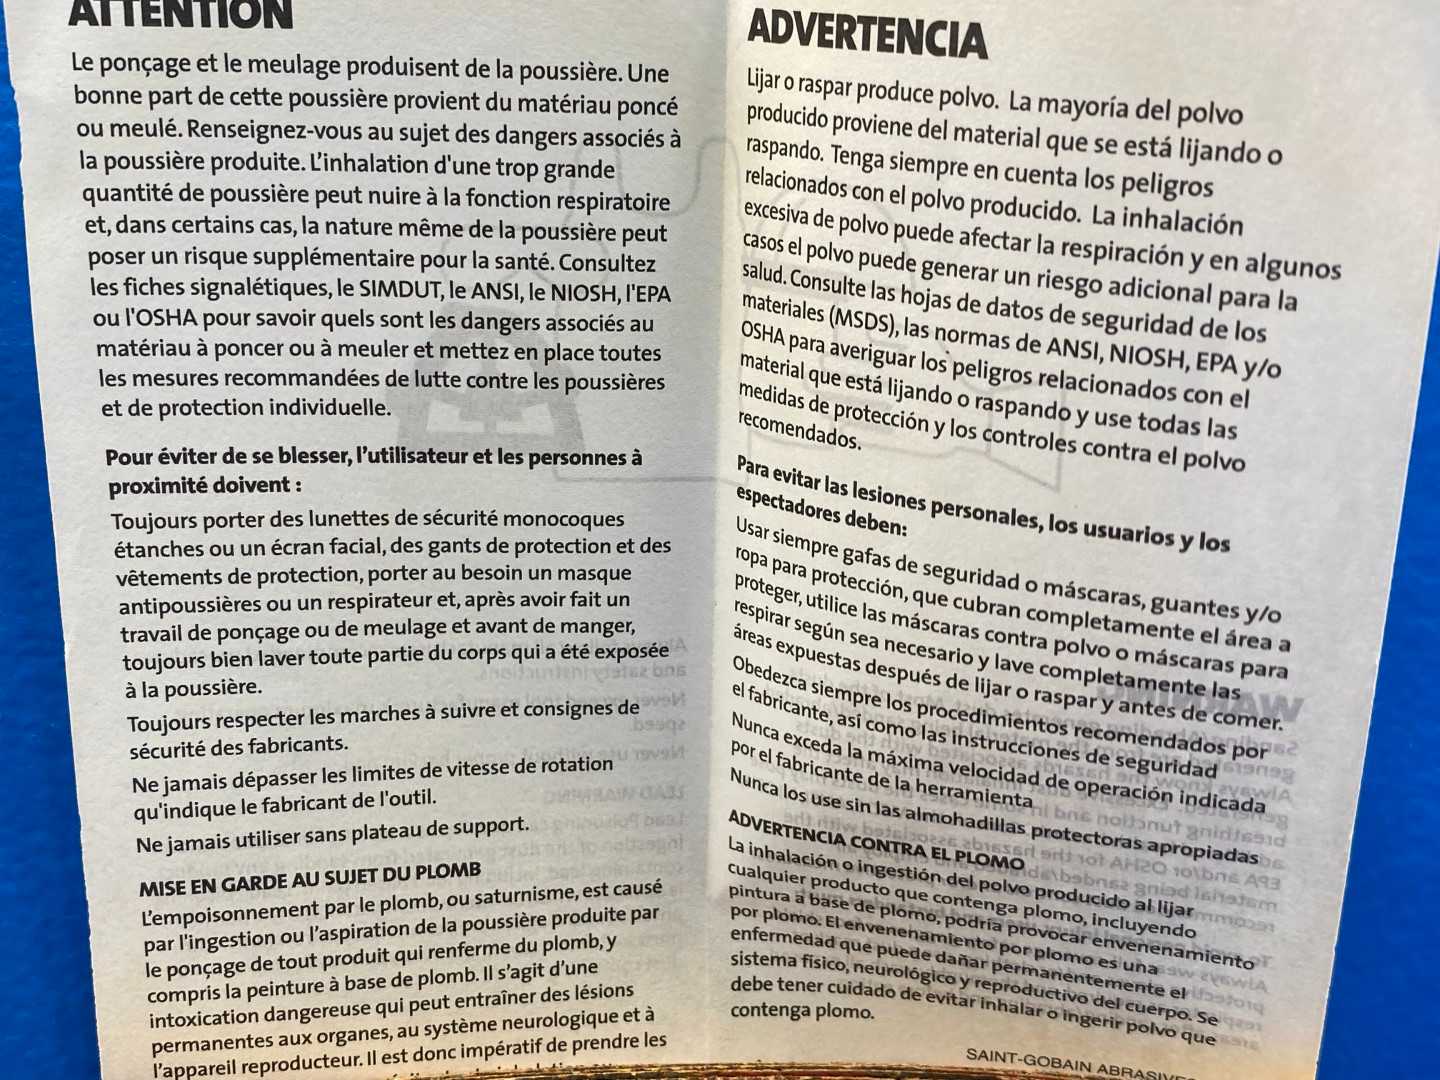 ATTENTION
Le ponçage et le meulage produisent de la poussière. Une
bonne part de cette poussière provient du matériau poncé
ou meulé. Renseignez-vous au sujet des dangers associés à
la poussière produite. L’inhalation d'une trop grande
quantité de poussière peut nuire à la fonction respiratoire
et, dans certains cas, la nature même de la poussière peut
poser un risque supplémentaire pour la santé. Consultez
les fiches signalétiques, le SIMDUT, le ANSI, le NIOSH, l'EPA
ou l'OSHA pour savoir quels sont les dangers associés au
matériau à poncer ou à meuler et mettez en place toutes
les mesures recommandées de lutte contre les poussières
et de protection individuelle.
Pour éviter de se blesser, l’utilisateur et les personnes à
proximité doivent :
Toujours porter des lunettes de sécurité monocoques
étanches ou un écran facial, des gants de protection et des
vêtements de protection, porter au besoin un masque
antipoussières ou un respirateur et, après avoir fait un
travail de ponçage ou de meulage et avant de manger,
toujours bien laver toute partie du corps qui a été exposée
à la poussière.
Toujours respecter les marches à suivre et consignes de
sécurité des fabricants.
Ne jamais dépasser les limites de vitesse de rotation
qu'indique le fabricant de l'outil.
Ne jamais utiliser sans plateau de support.
MISE EN GARDE AU SUJET DU PLOMB
L’empoisonnement par le plomb, ou saturnisme, est causé
par l'ingestion ou l’aspiration de la poussière produite par
le ponçage de tout produit qui renferme du plomb, y
compris la peinture à base de plomb. Il s’agit d’une
intoxication dangereuse qui peut entraîner des lésions
permanentes aux organes, au système neurologique et à
l’appareil reproducteur. Il est donc impératif de prendre les
ADVERTENCIA
Lijar o raspar produce polvo. La mayoría del polvo
producido proviene del material que se está lijando o
raspando. Tenga siempre en cuenta los peligros
relacionados con el polvo producido. La inhalación
excesiva de polvo puede afectar la respiración y en algunos
casos el polvo puede generar un riesgo adicional para la
salud. Consulte las hojas de datos de seguridad de los
materiales (MSDS), las normas de ANSI, NIOSH, EPA y/o
OSHA para averiguar los peligros relacionados con el
material que está lijando o raspando y use todas las
medidas de protección y los controles contra el polvo
recomendados.
Para evitar las lesiones personales, los usuarios y los
espectadores deben:
Usar siempre gafas de seguridad o máscaras, guantes y/o
ropa para protección, que cubran completamente el área a
proteger, utilice las máscaras contra polvo o máscaras para
respirar según sea necesario y lave completamente las
áreas expuestas después de lijar o raspar y antes de comer.
Obedezca siempre los procedimientos recomendados por
el fabricante, así como las instrucciones de seguridad
Nunca exceda la máxima velocidad de operación indicada
por el fabricante de la herramienta
Nunca los use sin las almohadillas protectoras apropiadas
ADVERTENCIA CONTRA EL PLOMO
La inhalación o ingestión del polvo producido al lijar
cualquier producto que contenga plomo, incluyendo
pintura a base de plomo, podría provocar envenenamiento
por plomo. El envenenamiento por plomo es una
enfermedad que puede dañar permanentemente el
sistema físico, neurológico y reproductivo del cuerpo. Se
debe tener cuidado de evitar inhalar o ingerir polvo que
contenga plomo.
SAINT-GOBAIN ABRASIVES